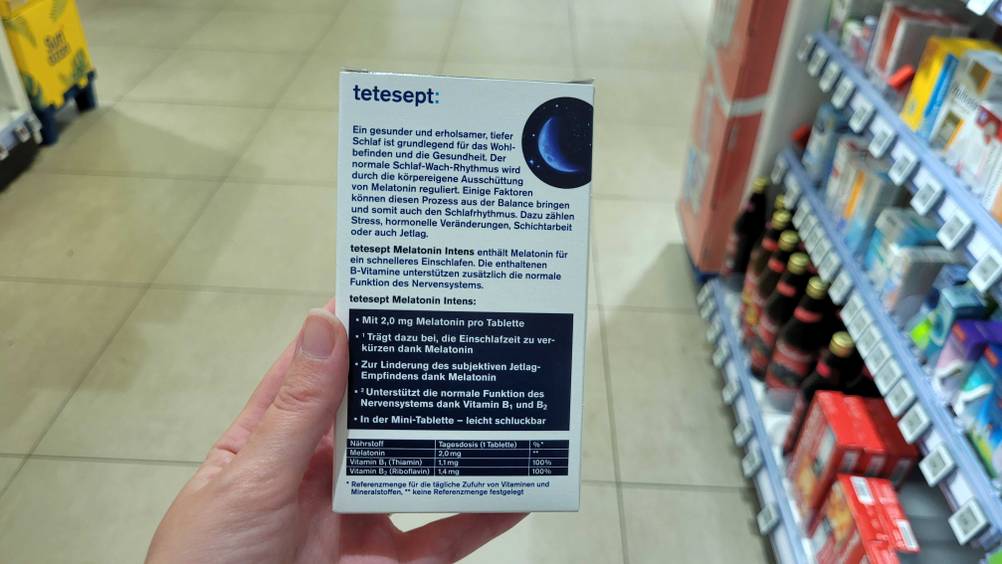 tetesept:
Ein gesunder und erholsamer, tiefer
Schlaf ist grundlegend für das Wohl-
befinden und die Gesundheit. Der
normale Schlaf-Wach-Rhythmus wird
durch die körpereigene Ausschüttung
von Melatonin reguliert. Einige Faktoren
können diesen Prozess aus der Balance bringen
und somit auch den Schlafrhythmus. Dazu zählen
Stress, hormonelle Veränderungen, Schichtarbeit
oder auch Jetlag.
tetesept Melatonin Intens enthält Melatonin für
ein schnelleres Einschlafen. Die enthaltenen
B-Vitamine unterstützen zusätzlich die normale
Funktion des Nervensystems.
tetesept Melatonin Intens:
• Mit 2,0 mg Melatonin pro Tablette
• ¹ Trägt dazu bei, die Einschlafzeit zu ver-
kürzen dank Melatonin
• Zur Linderung des subjektiven Jetlag-
Empfindens dank Melatonin
• ² Unterstützt die normale Funktion des
Nervensystems dank Vitamin B₁ und B₂
• In der Mini-Tablette – leicht schluckbar
Nährstoff Tagesdosis (1 Tablette) %*
Melatonin 2,0 mg **
Vitamin B₁ (Thiamin) 1,1 mg 100%
Vitamin B₂ (Riboflavin) 1,4 mg 100%
* Referenzmenge für die tägliche Zufuhr von Vitaminen und
Mineralstoffen, ** keine Referenzmenge festgelegt